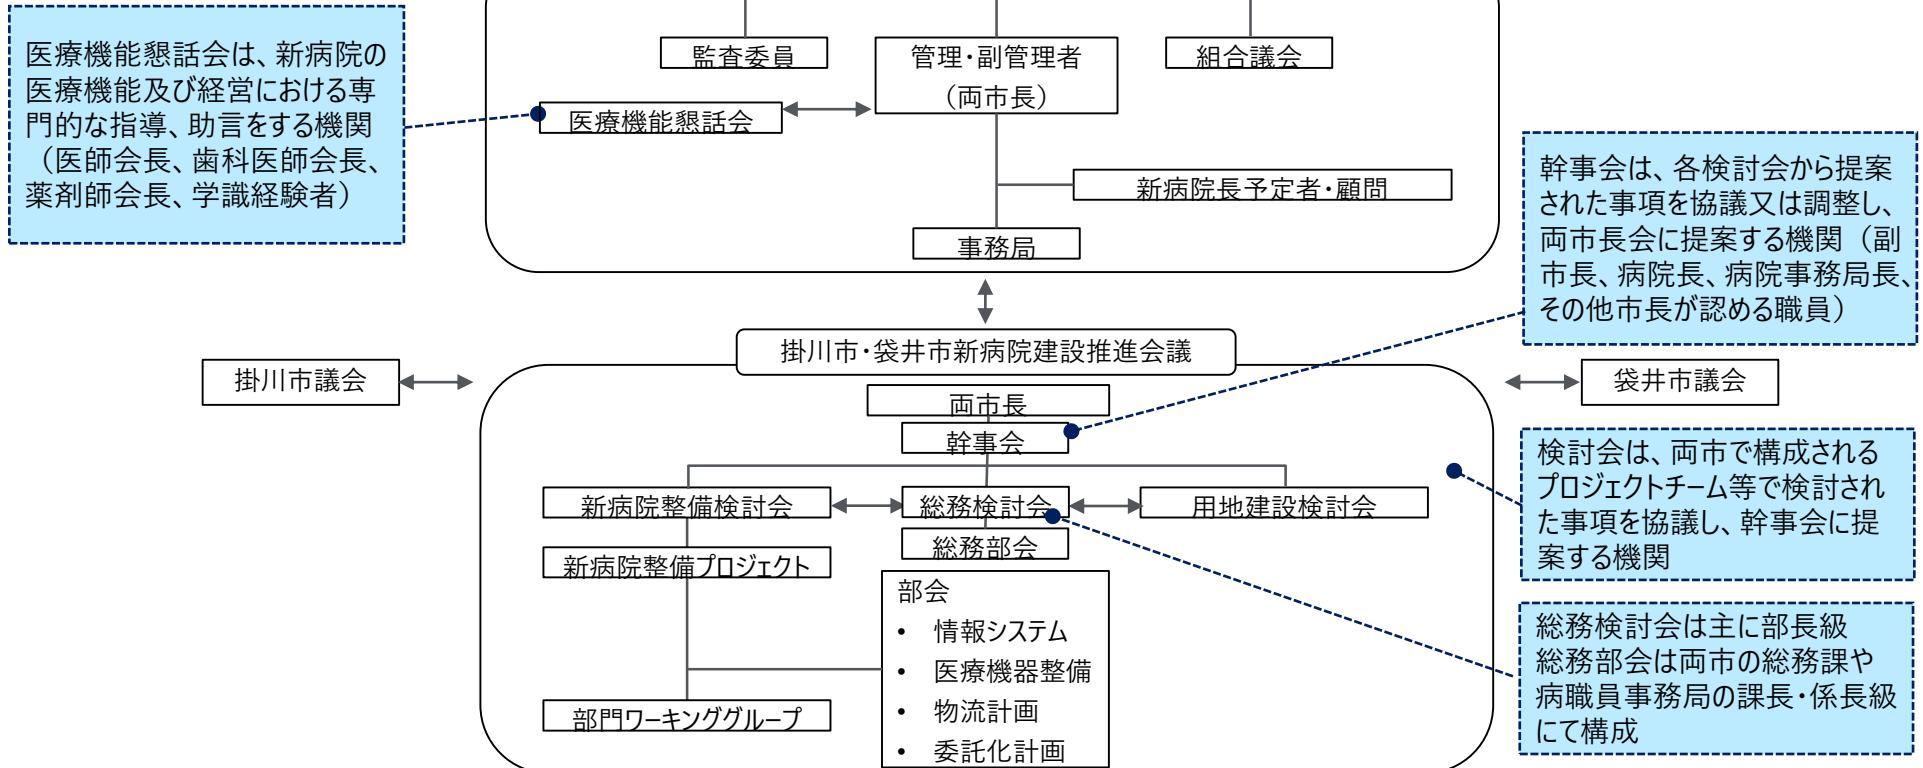 医療機能懇話会は、新病院の
医療機能及び経営における専
門的な指導、助言をする機関
（医師会長、歯科医師会長、
薬剤師会長、学識経験者）
監査委員
管理・副管理者
（両市長）
組合議会
医療機能懇話会
新病院長予定者・顧問
事務局
幹事会は、各検討会から提案
された事項を協議又は調整し、
両市長会に提案する機関（副
市長、病院長、病院事務局長、
その他市長が認める職員）
掛川市・袋井市新病院建設推進会議
掛川市議会
袋井市議会
両市長
幹事会
新病院整備検討会
総務検討会
用地建設検討会
総務部会
新病院整備プロジェクト
部会
• 情報システム
• 医療機器整備
• 物流計画
• 委託化計画
部門ワーキンググループ
検討会は、両市で構成される
プロジェクトチーム等で検討され
た事項を協議し、幹事会に提
案する機関
総務検討会は主に部長級
総務部会は両市の総務課や
病職員事務局の課長・係長級
にて構成